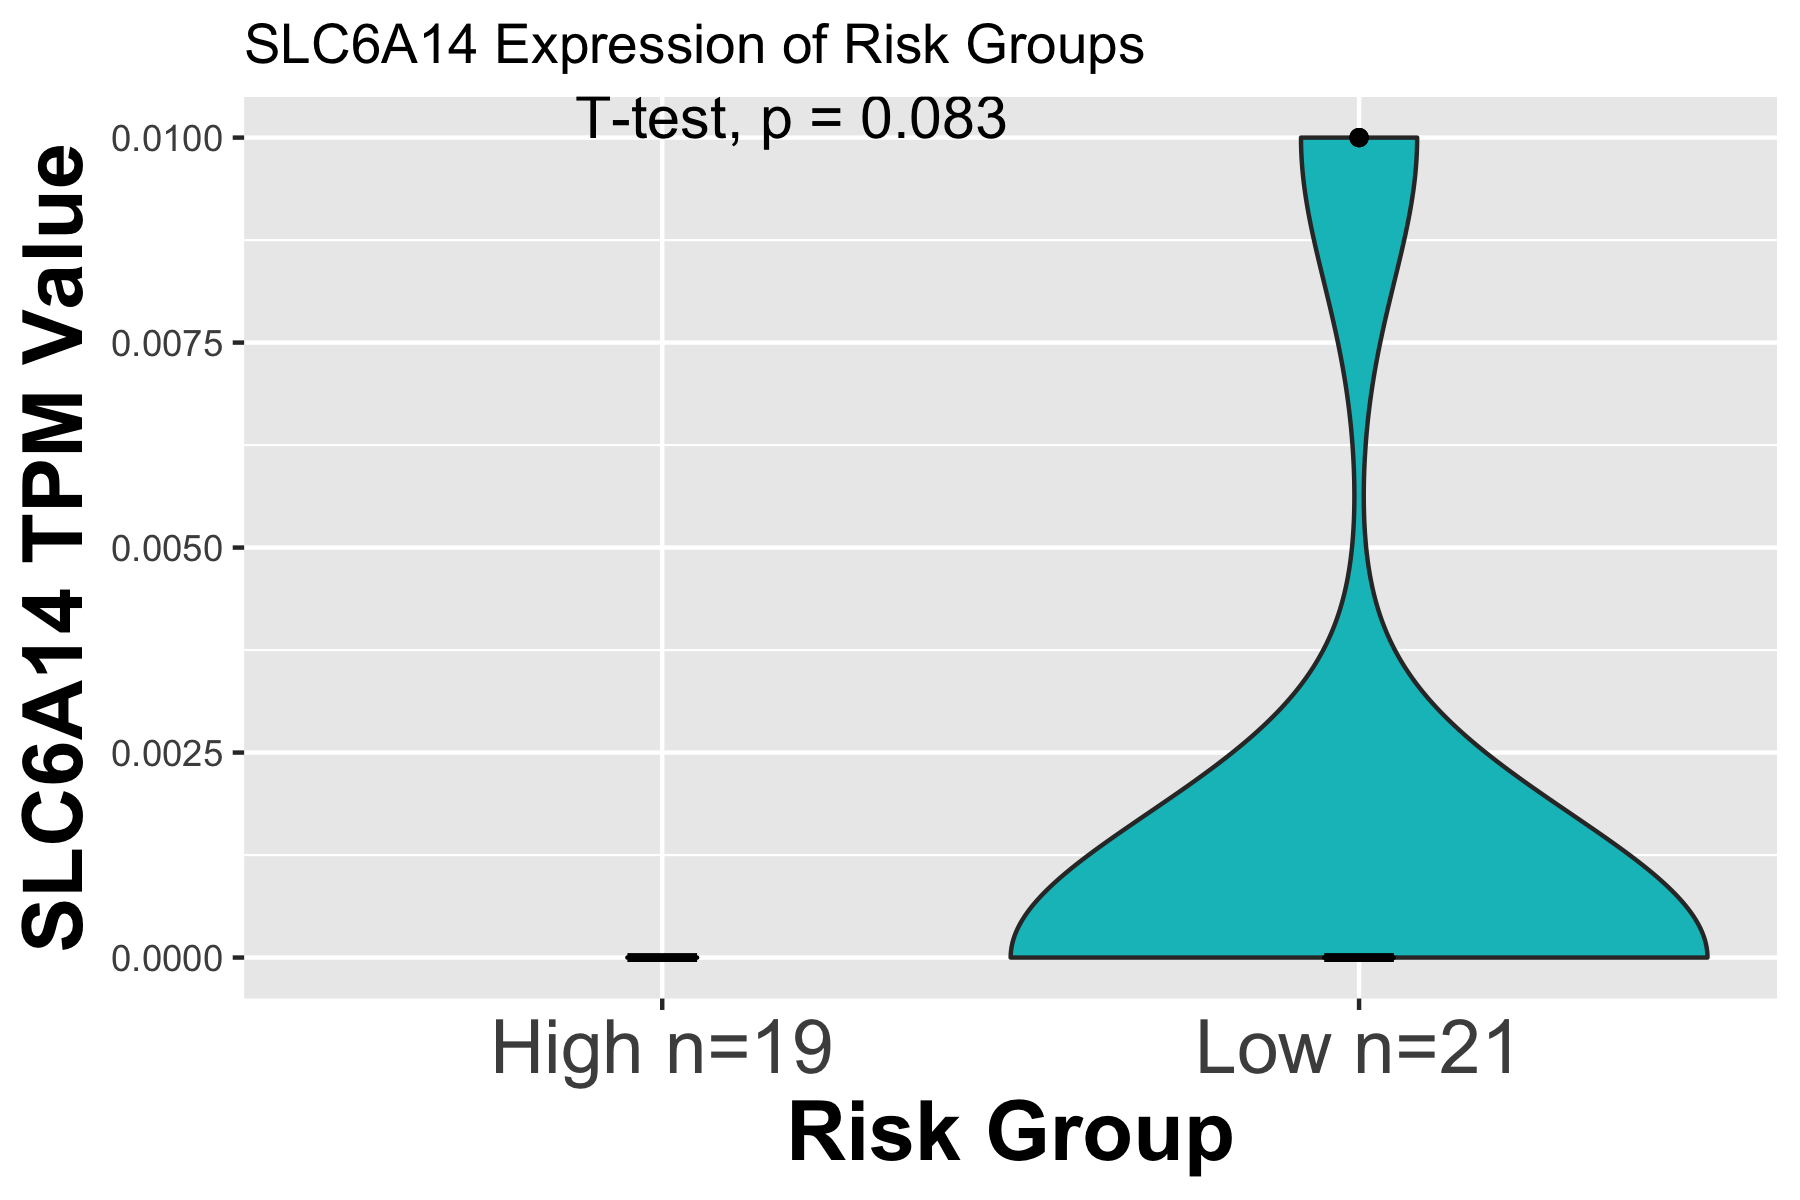 SLC6A14 Expression of Risk Groups
T-test, p = 0.083
SLC6A14 TPM Value
0.0100
0.0075
0.0050
0.0025
0.0000
High n=19
Low n=21
Risk Group